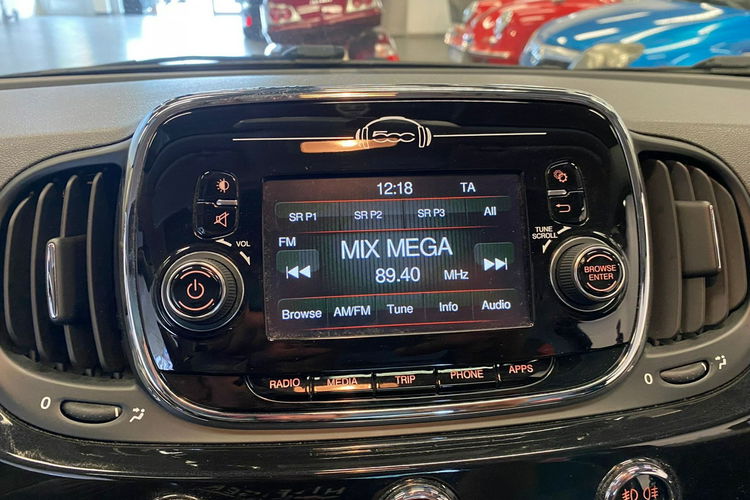 500
12:18 TA
SR P1 SR P2 SR P3 All
FM
MIX MEGA
89.40 MHz
Browse AM/FM Tune Info Audio
VOL
TUNE
SCROLL
BROWSE
ENTER
RADIO MEDIA TRIP PHONE APPS
0
0